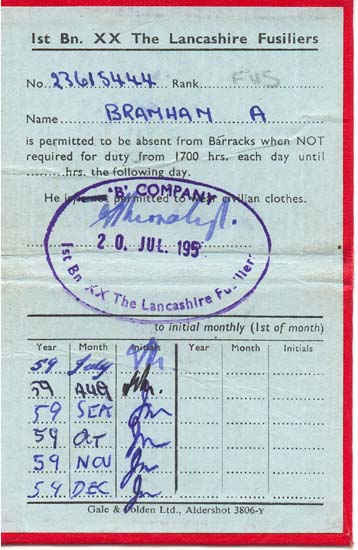 1st Bn. XX The Lancashire Fusiliers
No. 23615444 Rank FUS
Name BRAMHAM A
is permitted to be absent from Barracks when NOT
required for duty from 1700 hrs. each day until
.........hrs. the following day.
He is not permitted to wear civilian clothes.
'B' COMPANY
20 JUL 195
1st Bn. XX The Lancashire Fusiliers
to initial monthly (1st of month)
Year Month Initials Year Month Initials
59 July
59 AUG
59 SEP
59 OCT
59 NOV
59 DEC
Gale & Polden Ltd., Aldershot 3806-Y